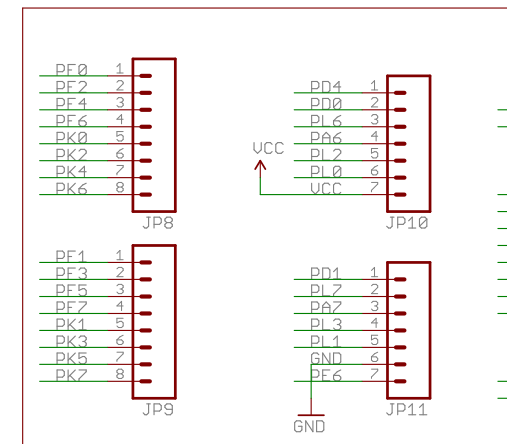 PF0 1
PF2 2
PF4 3
PF6 4
PK0 5
PK2 6
PK4 7
PK6 8
JP8
PD4 1
PD0 2
PL6 3
PA6 4
PL2 5
PL0 6
VCC 7
VCC
JP10
PF1 1
PF3 2
PF5 3
PF7 4
PK1 5
PK3 6
PK5 7
PK7 8
JP9
PD1 1
PL7 2
PA7 3
PL3 4
PL1 5
GND 6
PE6 7
JP11
GND